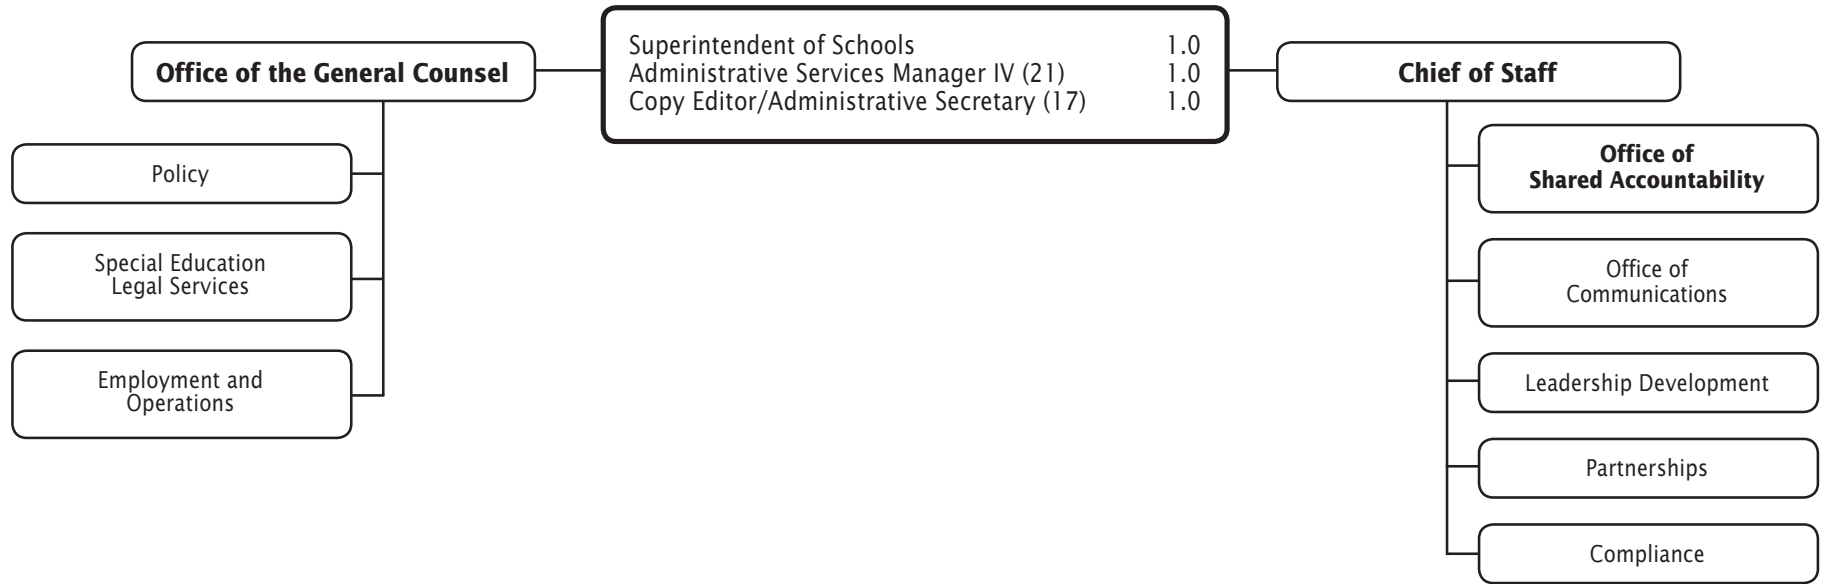 Office of the General Counsel
Policy
Special Education
Legal Services
Employment and
Operations
Superintendent of Schools 1.0
Administrative Services Manager IV (21) 1.0
Copy Editor/Administrative Secretary (17) 1.0
Chief of Staff
Office of
Shared Accountability
Office of
Communications
Leadership Development
Partnerships
Compliance